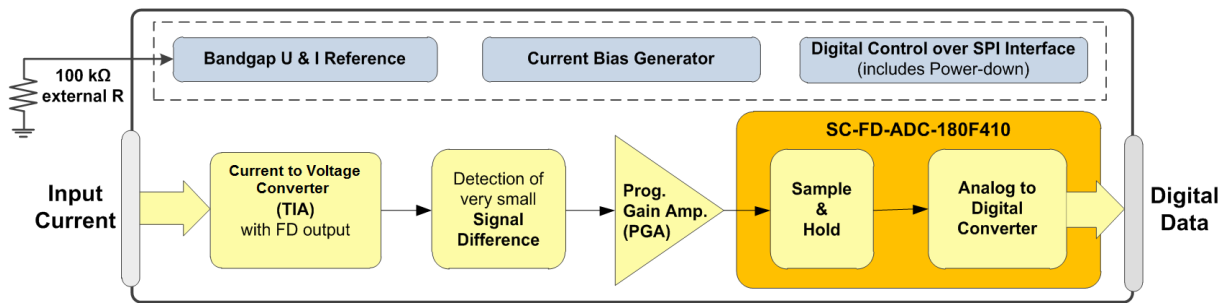 Bandgap U & I Reference
Current Bias Generator
Digital Control over SPI Interface
(includes Power-down)
100 kΩ
external R
SC-FD-ADC-180F410
Input
Current
Current to Voltage
Converter
(TIA)
with FD output
Detection of
very small
Signal
Difference
Prog.
Gain Amp.
(PGA)
Sample
&
Hold
Analog to
Digital
Converter
Digital
Data